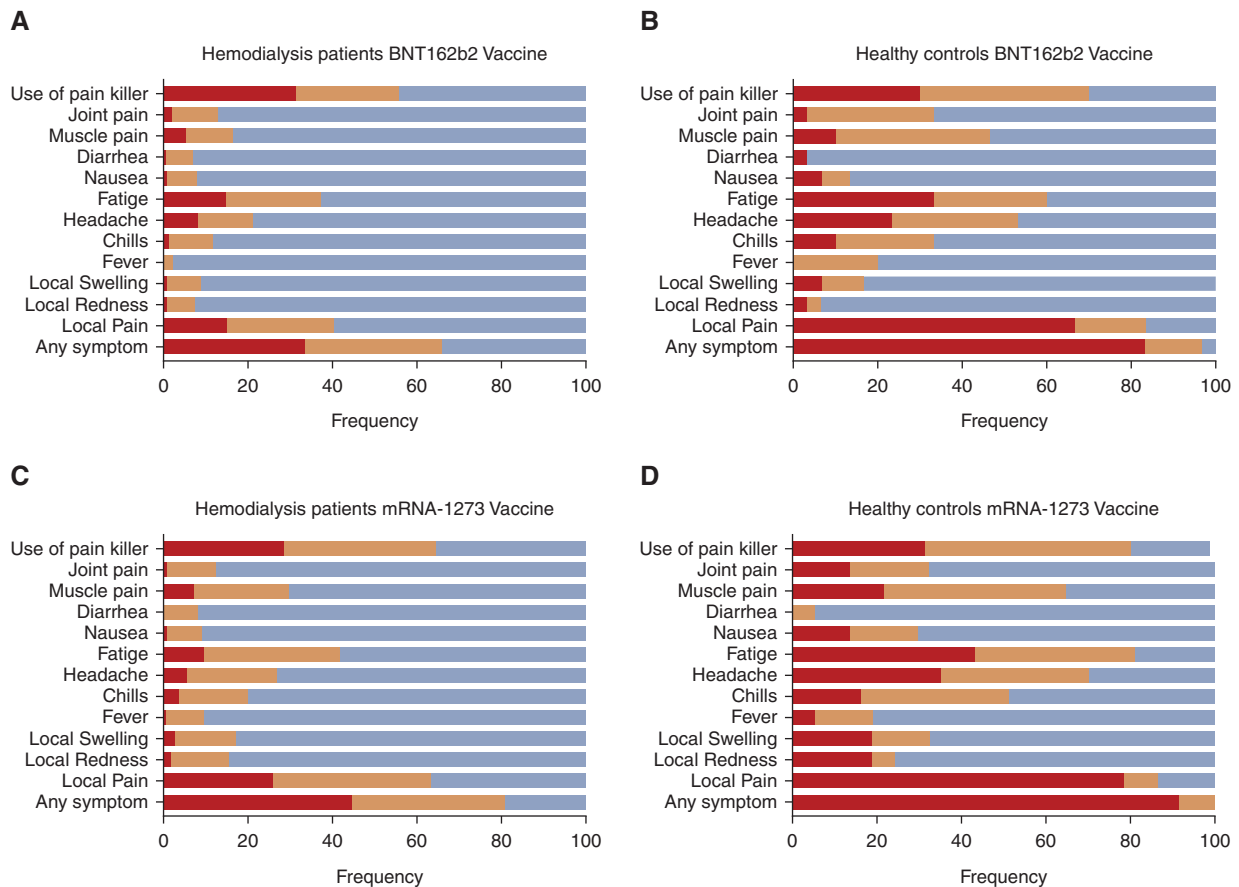 A
Hemodialysis patients BNT162b2 Vaccine
Use of pain killer
Joint pain
Muscle pain
Diarrhea
Nausea
Fatige
Headache
Chills
Fever
Local Swelling
Local Redness
Local Pain
Any symptom
0 20 40 60 80 100
Frequency
B
Healthy controls BNT162b2 Vaccine
Use of pain killer
Joint pain
Muscle pain
Diarrhea
Nausea
Fatige
Headache
Chills
Fever
Local Swelling
Local Redness
Local Pain
Any symptom
0 20 40 60 80 100
Frequency
C
Hemodialysis patients mRNA-1273 Vaccine
Use of pain killer
Joint pain
Muscle pain
Diarrhea
Nausea
Fatige
Headache
Chills
Fever
Local Swelling
Local Redness
Local Pain
Any symptom
0 20 40 60 80 100
Frequency
D
Healthy controls mRNA-1273 Vaccine
Use of pain killer
Joint pain
Muscle pain
Diarrhea
Nausea
Fatige
Headache
Chills
Fever
Local Swelling
Local Redness
Local Pain
Any symptom
0 20 40 60 80 100
Frequency